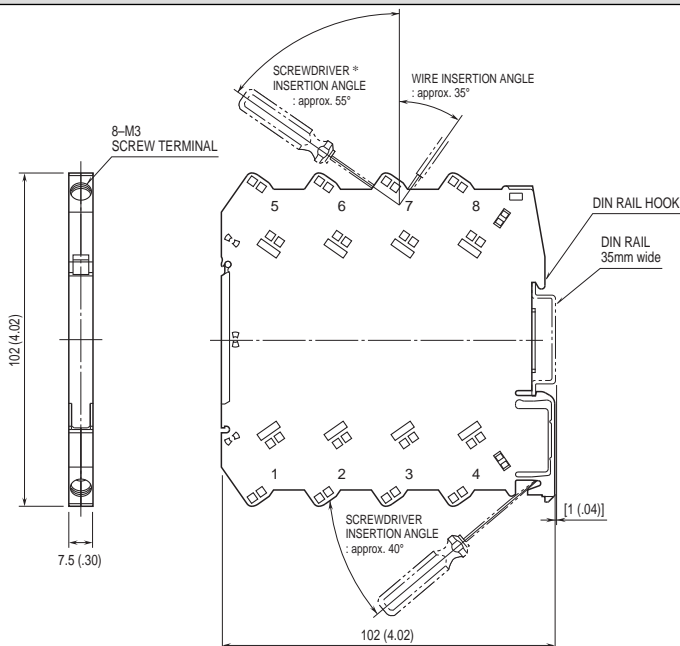 SCREWDRIVER *
INSERTION ANGLE
: approx. 55°
WIRE INSERTION ANGLE
: approx. 35°
8–M3
SCREW TERMINAL
5
6
7
8
DIN RAIL HOOK
DIN RAIL
35mm wide
102 (4.02)
1
2
3
4
[1 (.04)]
SCREWDRIVER
INSERTION ANGLE
: approx. 40°
7.5 (.30)
102 (4.02)